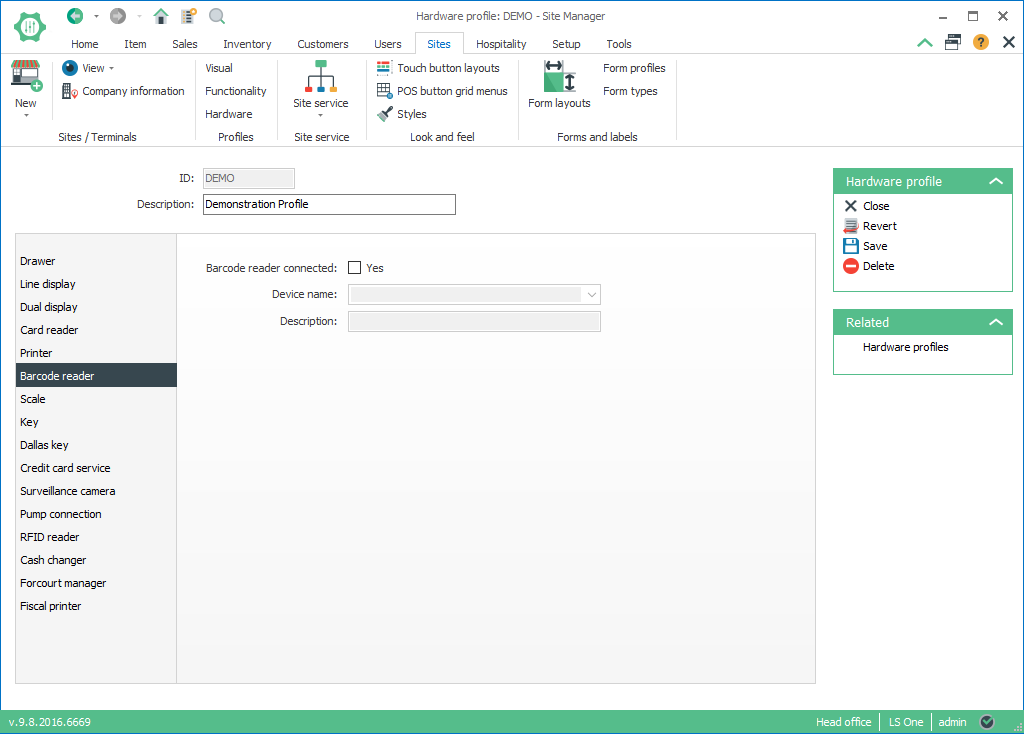 Hardware profile: DEMO - Site Manager
Home Item Sales Inventory Customers Users Sites Hospitality Setup Tools
New
View
Company information
Sites / Terminals
Visual
Functionality
Hardware
Profiles
Site service
Site service
Touch button layouts
POS button grid menus
Styles
Look and feel
Form layouts
Form profiles
Form types
Forms and labels
ID: DEMO
Description: Demonstration Profile
Drawer
Line display
Dual display
Card reader
Printer
Barcode reader
Scale
Key
Dallas key
Credit card service
Surveillance camera
Pump connection
RFID reader
Cash changer
Forcourt manager
Fiscal printer
Barcode reader connected: Yes
Device name:
Description:
Hardware profile
Close
Revert
Save
Delete
Related
Hardware profiles
v.9.8.2016.6669
Head office LS One admin